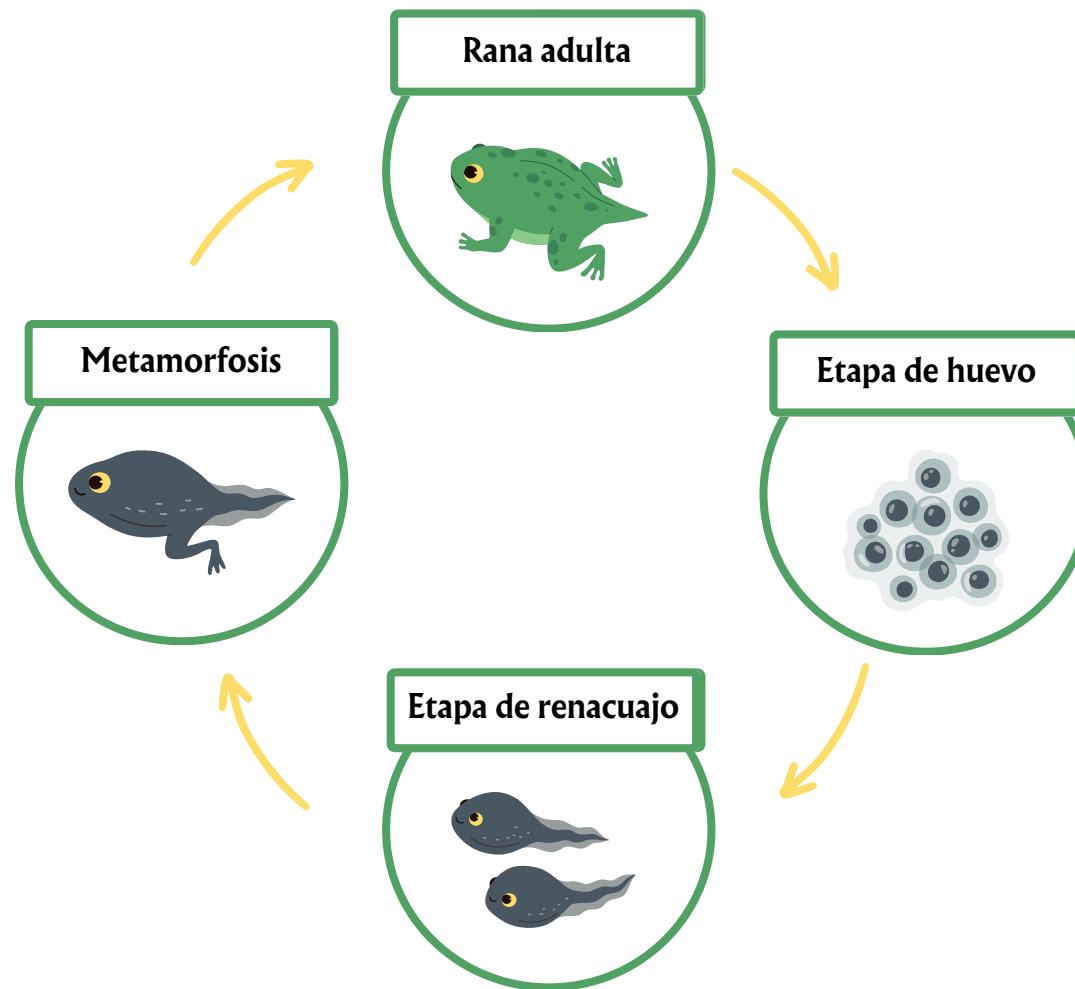 Rana adulta
Metamorfosis
Etapa de huevo
Etapa de renacuajo